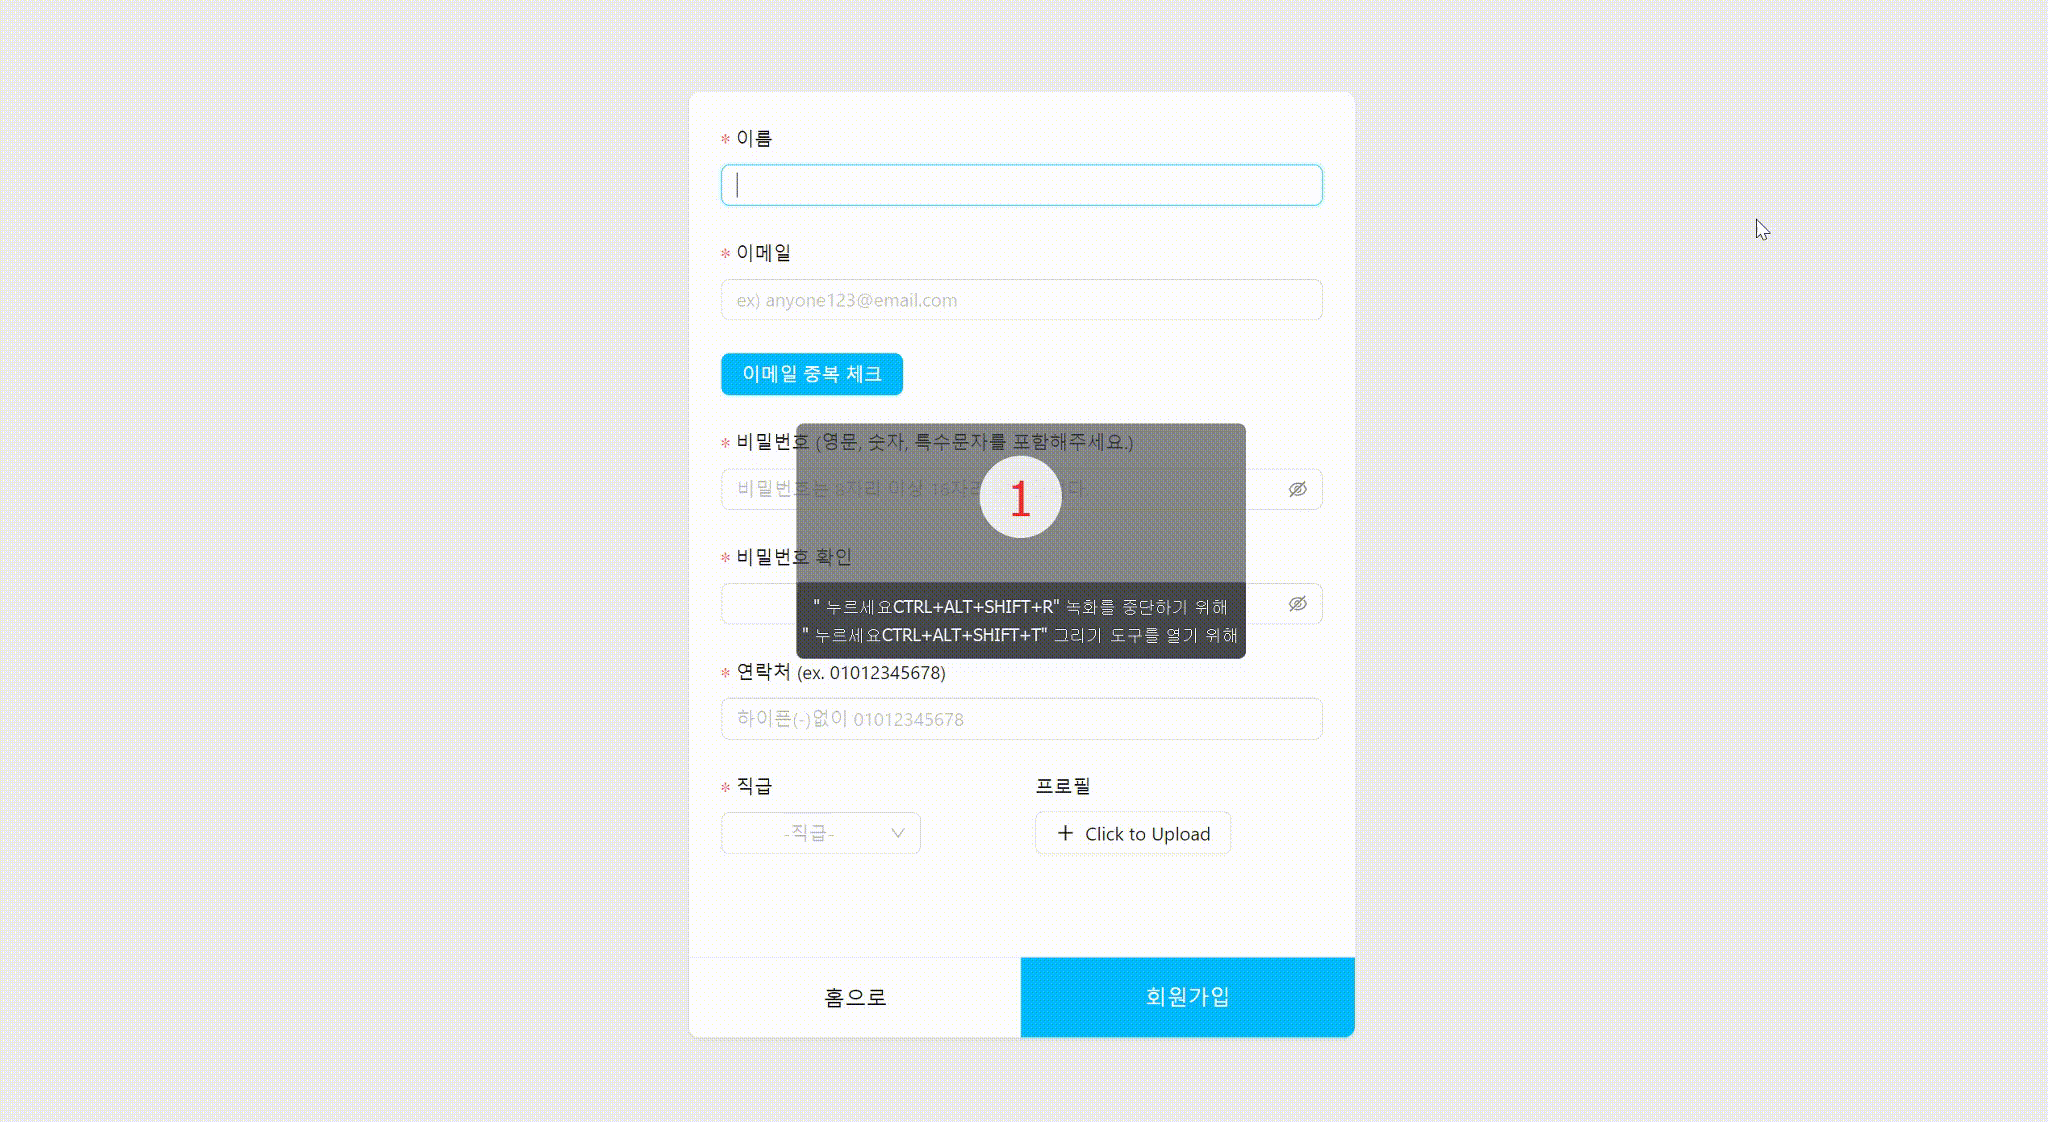 * 이름
* 이메일
ex) anyone123@email.com
이메일 중복 체크
* 비밀번호 (영문, 숫자, 특수문자를 포함해주세요.)
비밀번호는 8자리 이상 16자리
1
* 비밀번호 확인
" 누르세요CTRL+ALT+SHIFT+R" 녹화를 중단하기 위해
" 누르세요CTRL+ALT+SHIFT+T" 그리기 도구를 열기 위해
* 연락처 (ex. 01012345678)
하이픈(-)없이 01012345678
* 직급 프로필
-직급- Click to Upload
홈으로 회원가입